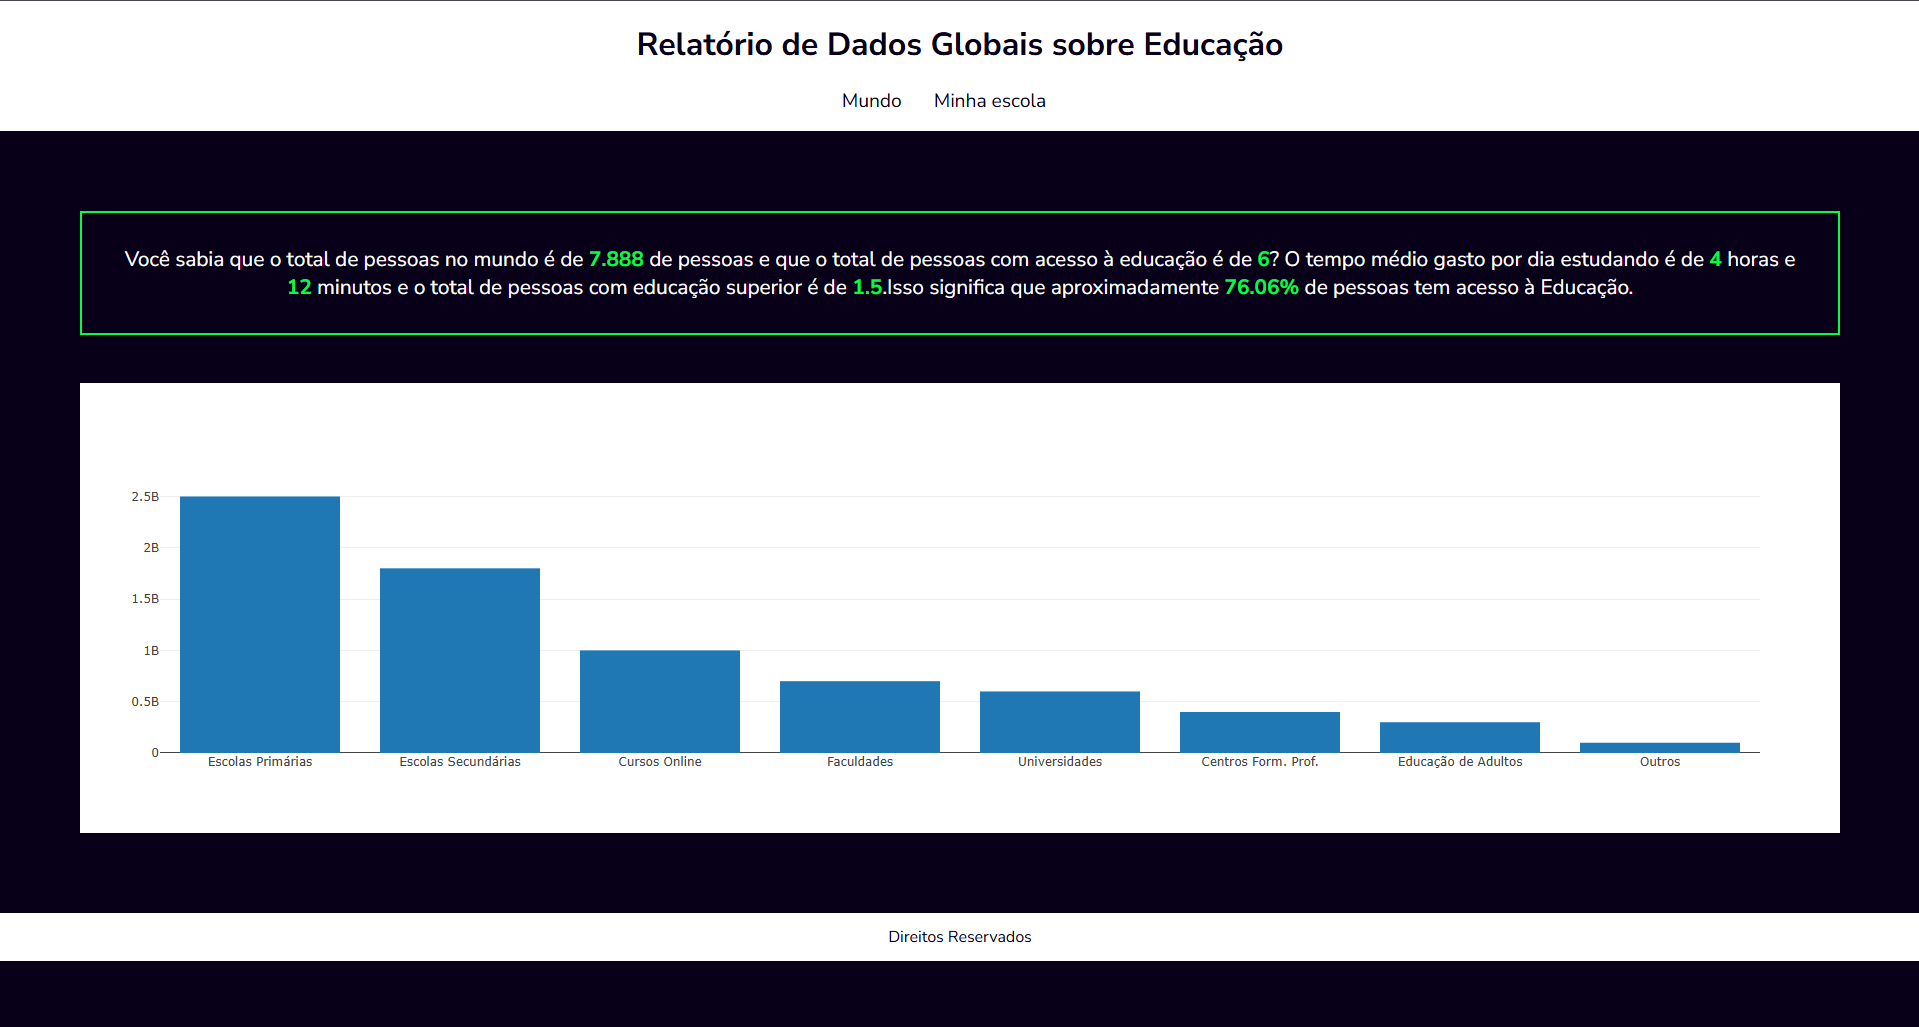 Relatório de Dados Globais sobre Educação
Mundo Minha escola
Você sabia que o total de pessoas no mundo é de 7.888 de pessoas e que o total de pessoas com acesso à educação é de 6? O tempo médio gasto por dia estudando é de 4 horas e
12 minutos e o total de pessoas com educação superior é de 1.5.Isso significa que aproximadamente 76.06% de pessoas tem acesso à Educação.
2.5B
2B
1.5B
1B
0.5B
0
Escolas Primárias Escolas Secundárias Cursos Online Faculdades Universidades Centros Form. Prof. Educação de Adultos Outros
Direitos Reservados